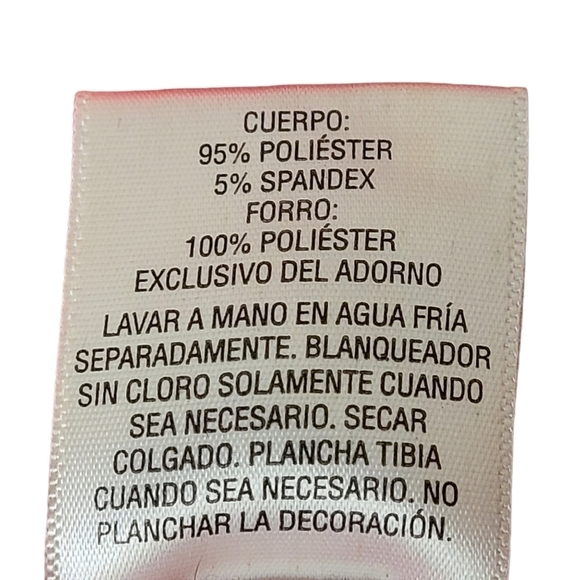 CUERPO:
95% POLIÉSTER
5% SPANDEX
FORRO:
100% POLIÉSTER
EXCLUSIVO DEL ADORNO
LAVAR A MANO EN AGUA FRÍA
SEPARADAMENTE. BLANQUEADOR
SIN CLORO SOLAMENTE CUANDO
SEA NECESARIO. SECAR
COLGADO. PLANCHA TIBIA
CUANDO SEA NECESARIO. NO
PLANCHAR LA DECORACIÓN.